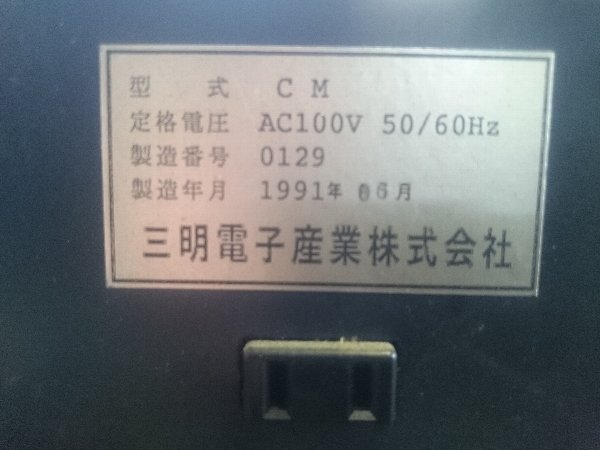 型 式 CM
定格電圧 AC100V 50/60Hz
製造番号 0129
製造年月 1991年 06月
三明電子産業株式会社